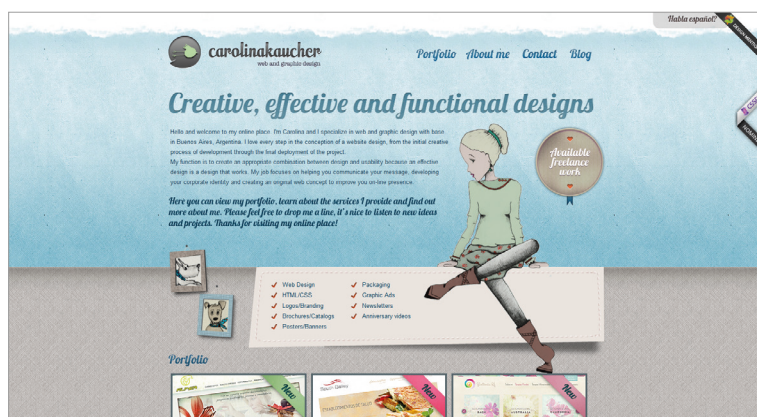 Habla español?
carolinakaucher
web and graphic design
Portfolio About me Contact Blog
Creative, effective and functional designs
Hello and welcome to my online place. I'm Carolina and I specialize in web and graphic design with base
in Buenos Aires, Argentina. I love every step in the conception of a website design, from the initial creative
process of development through the final deployment of the project.
My function is to create an appropriate combination between design and usability because an effective
design is a design that works. My job focuses on helping you communicate your message, developing
your corporate identity and creating an original web concept to improve you on-line presence.
Available
freelance
work
Here you can view my portfolio, learn about the services I provide and find out
more about me. Please feel free to drop me a line, it's nice to listen to new ideas
and projects. Thanks for visiting my online place!
Web Design
HTML/CSS
Logos/Branding
Brochures/Catalogs
Posters/Banners
Packaging
Graphic Ads
Newsletters
Anniversary videos
Portfolio
New
New
New